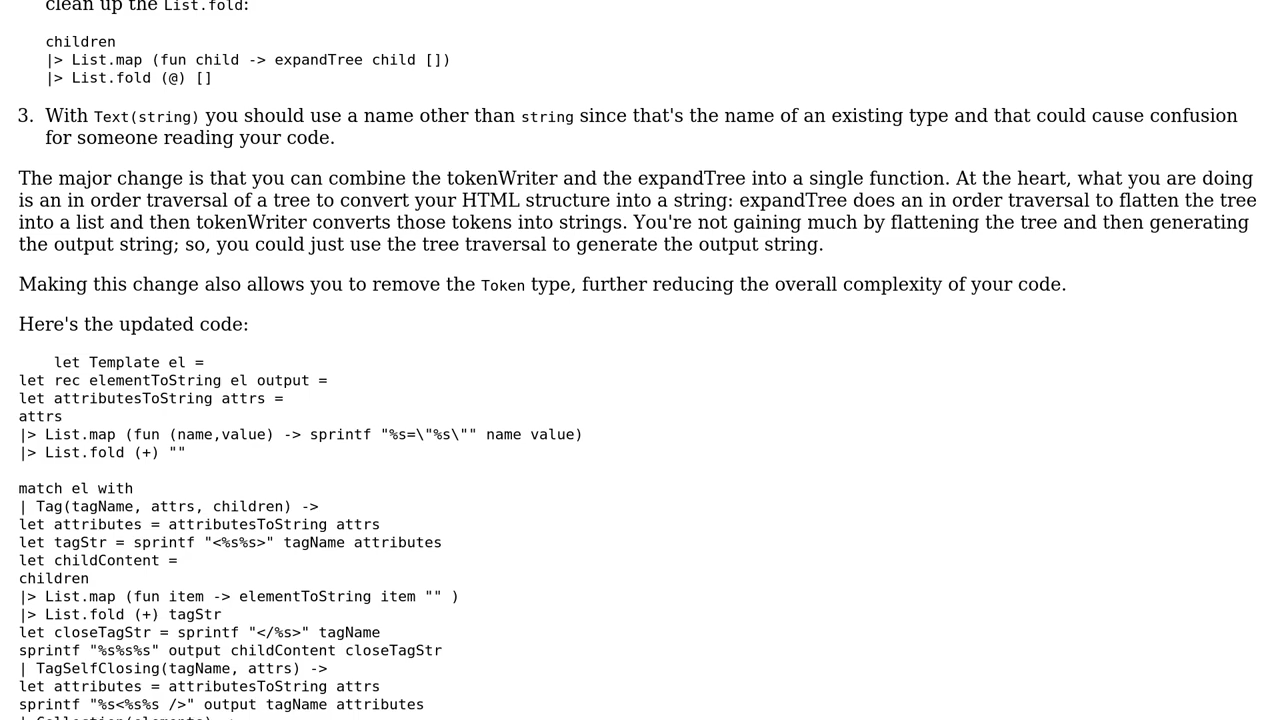 clean up the List.fold:
children
|> List.map (fun child -> expandTree child [])
|> List.fold (@) []
3. With Text(string) you should use a name other than string since that's the name of an existing type and that could cause confusion
for someone reading your code.
The major change is that you can combine the tokenWriter and the expandTree into a single function. At the heart, what you are doing
is an in order traversal of a tree to convert your HTML structure into a string: expandTree does an in order traversal to flatten the tree
into a list and then tokenWriter converts those tokens into strings. You're not gaining much by flattening the tree and then generating
the output string; so, you could just use the tree traversal to generate the output string.
Making this change also allows you to remove the Token type, further reducing the overall complexity of your code.
Here's the updated code:
let Template el =
let rec elementToString el output =
let attributesToString attrs =
attrs
|> List.map (fun (name,value) -> sprintf "%s=\"%s\"" name value)
|> List.fold (+) ""
match el with
| Tag(tagName, attrs, children) ->
let attributes = attributesToString attrs
let tagStr = sprintf "<%s%s>" tagName attributes
let childContent =
children
|> List.map (fun item -> elementToString item "" )
|> List.fold (+) tagStr
let closeTagStr = sprintf "</%s>" tagName
sprintf "%s%s%s" output childContent closeTagStr
| TagSelfClosing(tagName, attrs) ->
let attributes = attributesToString attrs
sprintf "%s<%s%s />" output tagName attributes
| Collection(elements) ->